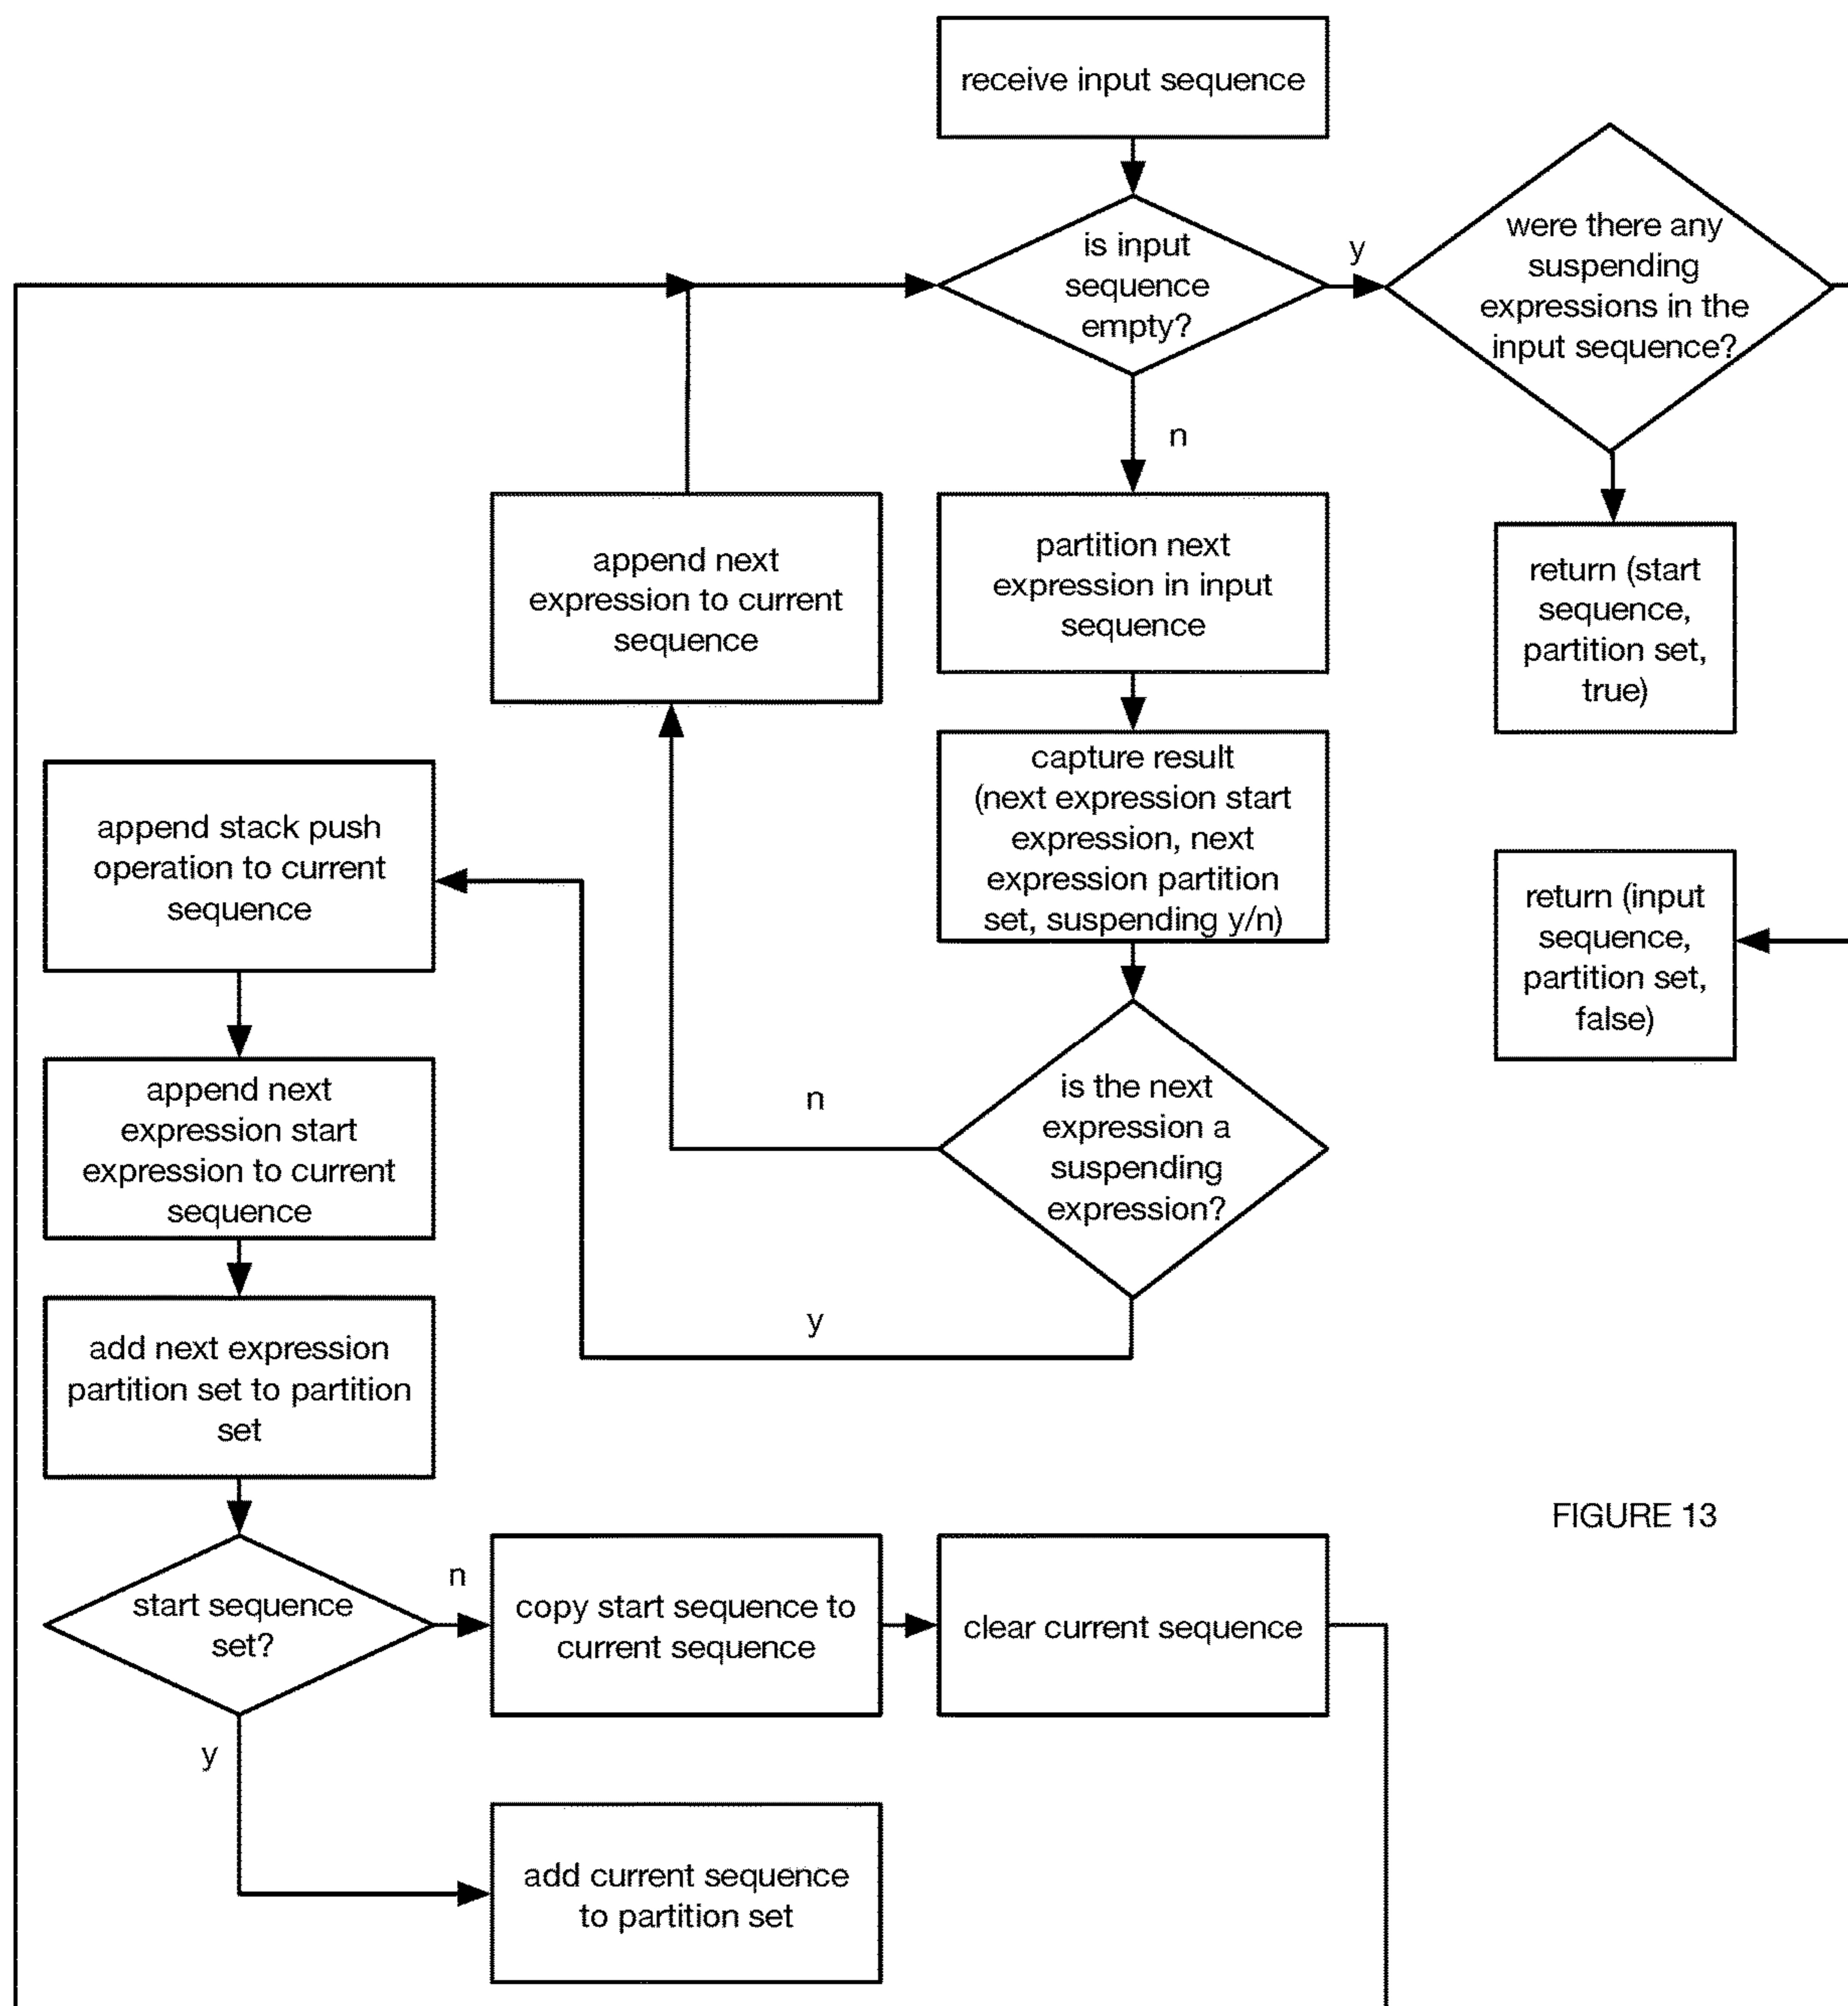 receive input sequence
is input
sequence
empty?
y
were there any
suspending
expressions in the
input sequence?
n
append next
expression to current
sequence
partition next
expression in input
sequence
return (start
sequence,
partition set,
true)
capture result
(next expression start
expression, next
expression partition
set, suspending y/n)
append stack push
operation to current
sequence
return (input
sequence,
partition set,
false)
append next
expression start
expression to current
sequence
n
is the next
expression a
suspending
expression?
y
add next expression
partition set to partition
set
FIGURE 13
start sequence
set?
n
copy start sequence to
current sequence
clear current sequence
y
add current sequence
to partition set